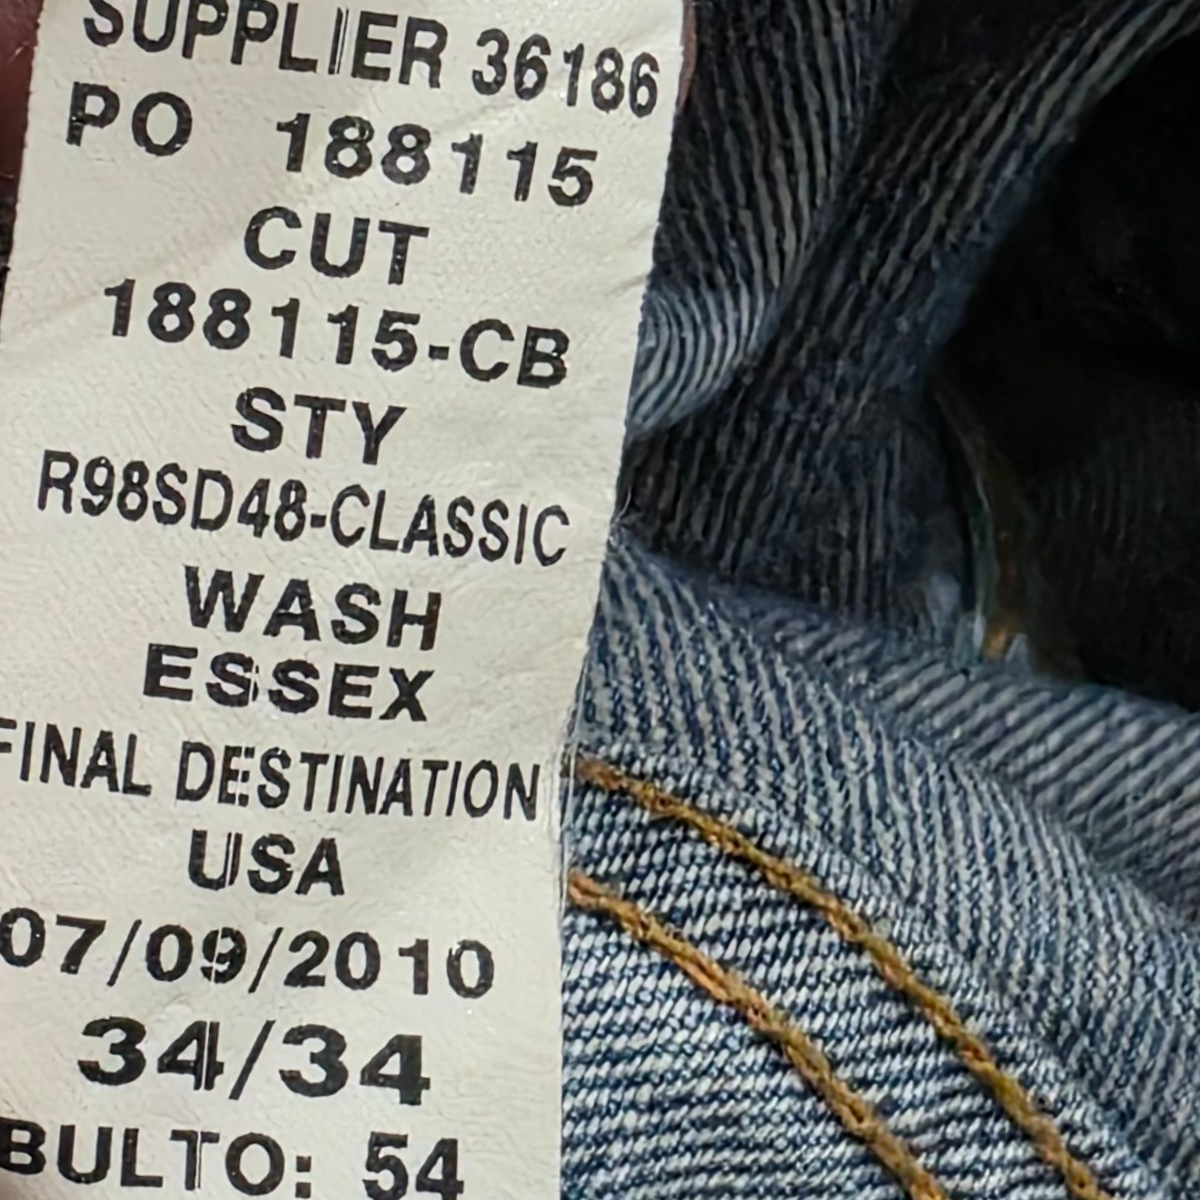 SUPPLIER 36186
PO 188115
CUT
188115-CB
STY
R98SD48-CLASSIC
WASH
ESSEX
FINAL DESTINATION
USA
07/09/2010
34/34
BULTO: 54